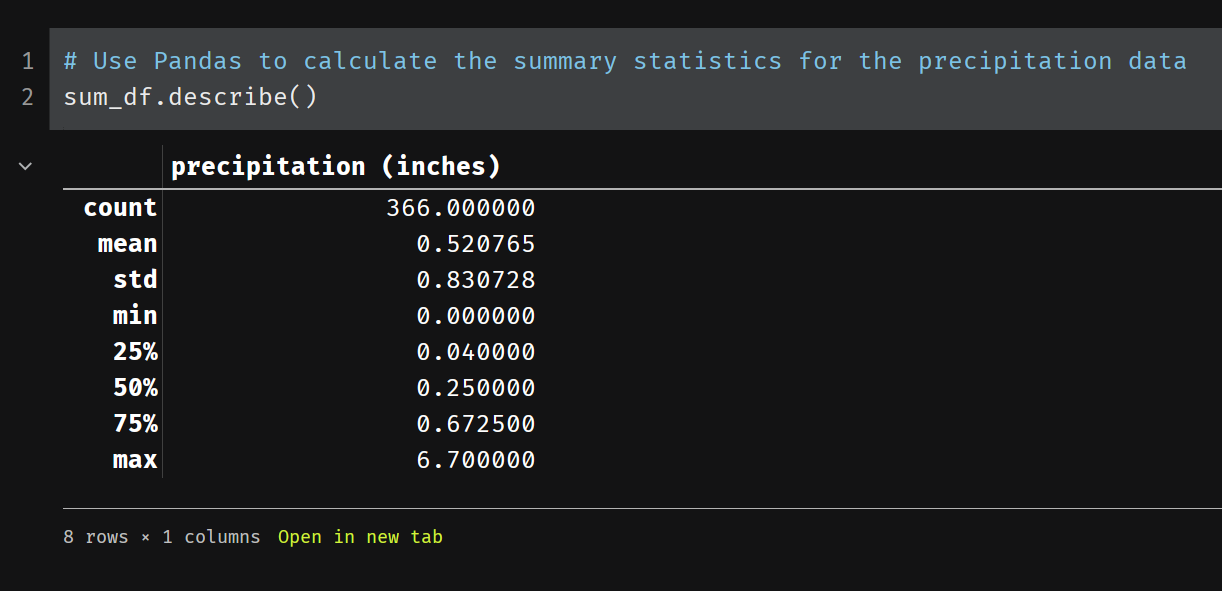 1 # Use Pandas to calculate the summary statistics for the precipitation data
2 sum_df.describe()
precipitation (inches)
count 366.000000
mean 0.520765
std 0.830728
min 0.000000
25% 0.040000
50% 0.250000
75% 0.672500
max 6.700000
8 rows × 1 columns Open in new tab